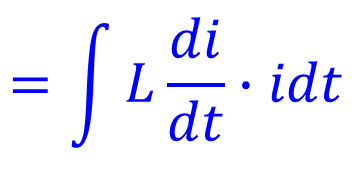 = ∫ L di/dt · idt